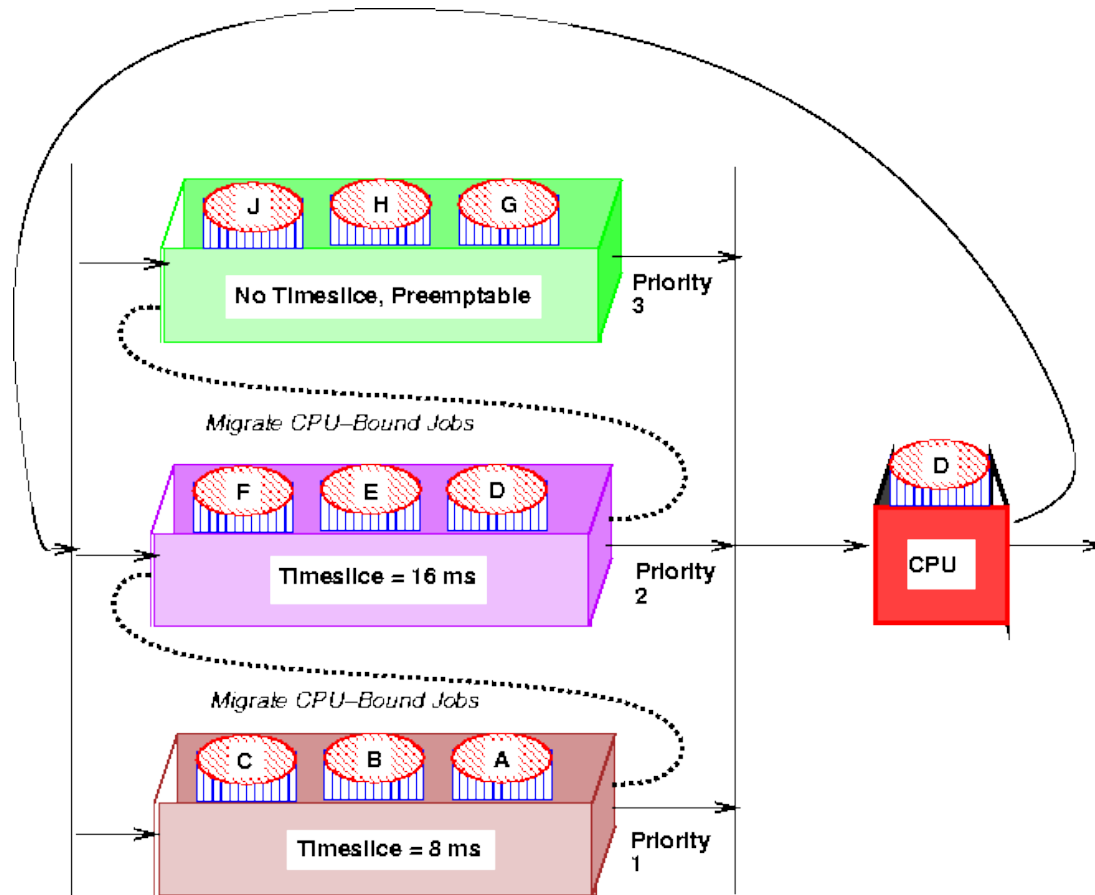 J H G
No Timeslice, Preemptable
Priority
3
Migrate CPU-Bound Jobs
D
F E D
CPU
Timeslice = 16 ms
Priority
2
Migrate CPU-Bound Jobs
C B A
Timeslice = 8 ms
Priority
1